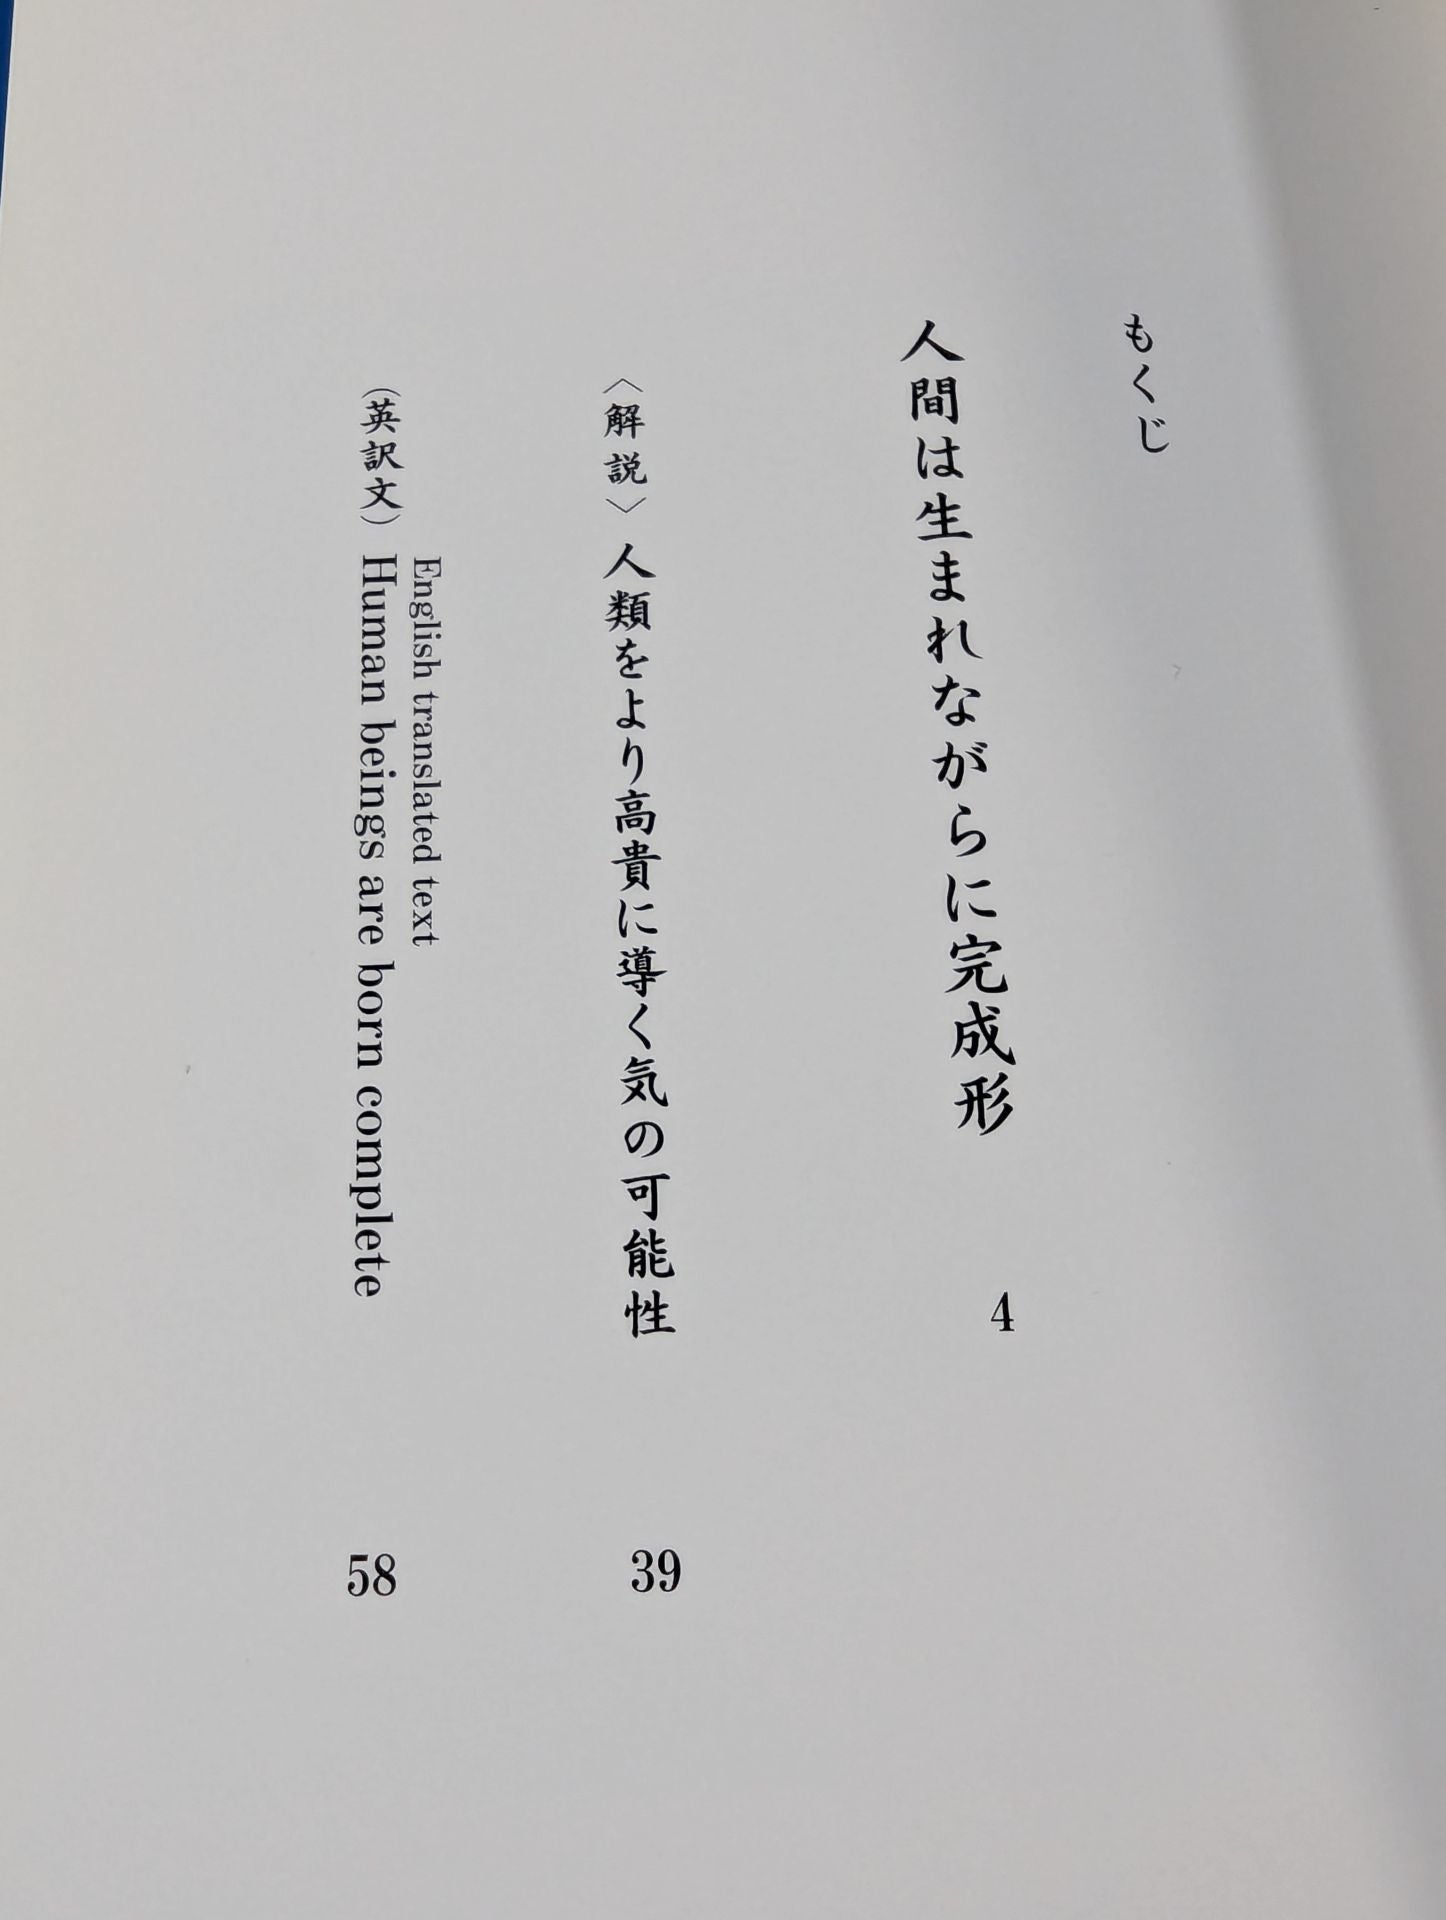 もくじ
人間は生まれながらに完成形 4
〈解説〉人類をより高貴に導く気の可能性 39
English translated text
（英訳文）Human beings are born complete 58